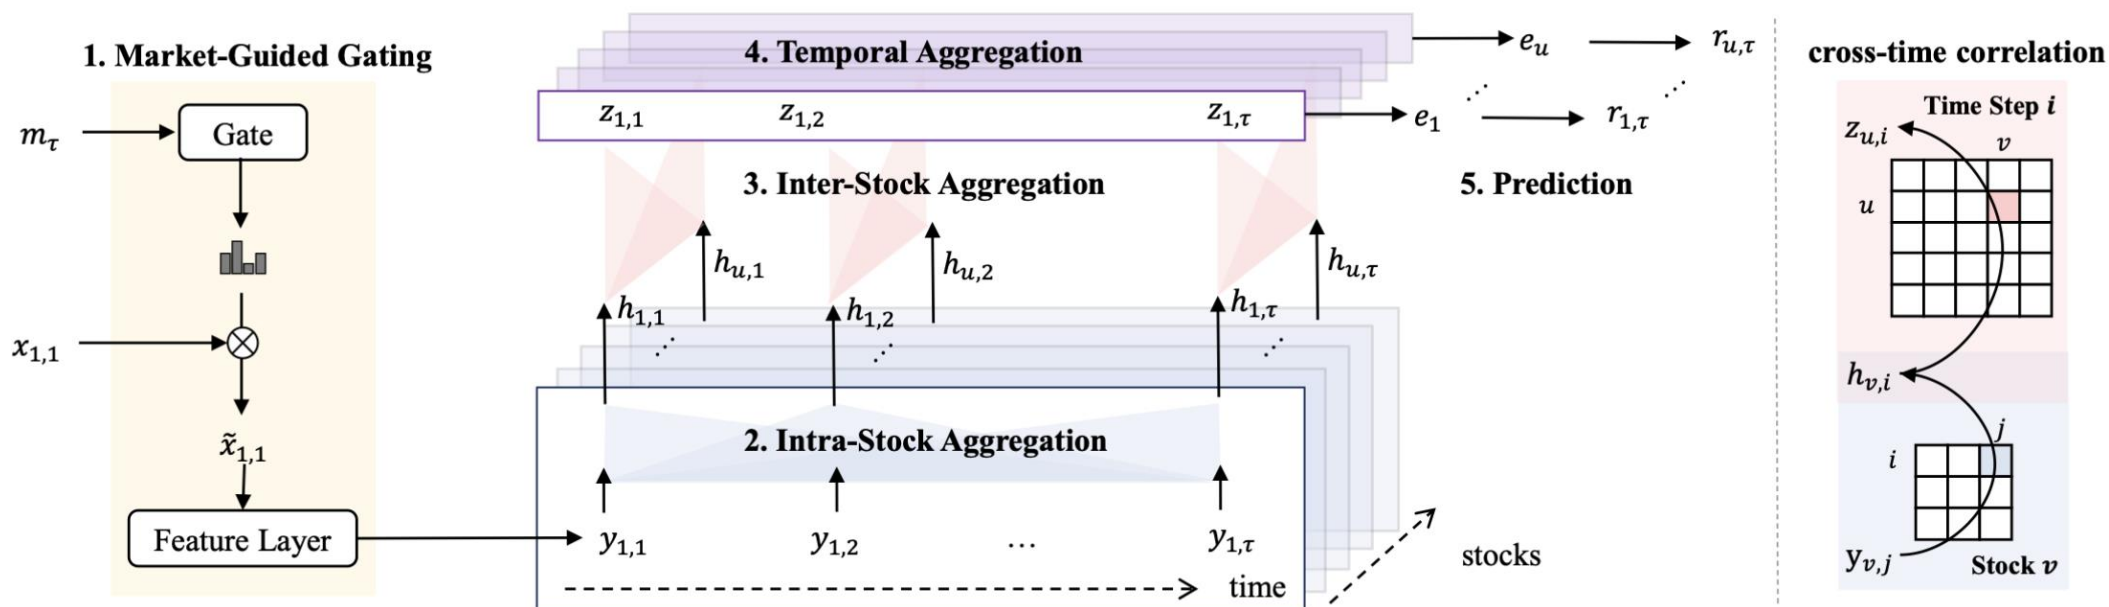 1. Market-Guided Gating
m_τ
Gate
x_{1,1}
x̃_{1,1}
Feature Layer
4. Temporal Aggregation
z_{1,1} z_{1,2} z_{1,τ}
e_u r_{u,τ}
⋰ ⋰
e_1 r_{1,τ}
3. Inter-Stock Aggregation
5. Prediction
h_{u,1} h_{u,2} h_{u,τ}
h_{1,1} h_{1,2} h_{1,τ}
⋰ ⋰ ⋰
2. Intra-Stock Aggregation
y_{1,1} y_{1,2} ... y_{1,τ}
time
stocks
cross-time correlation
Time Step i
z_{u,i}
v
u
h_{v,i}
j
i
y_{v,j}
Stock v